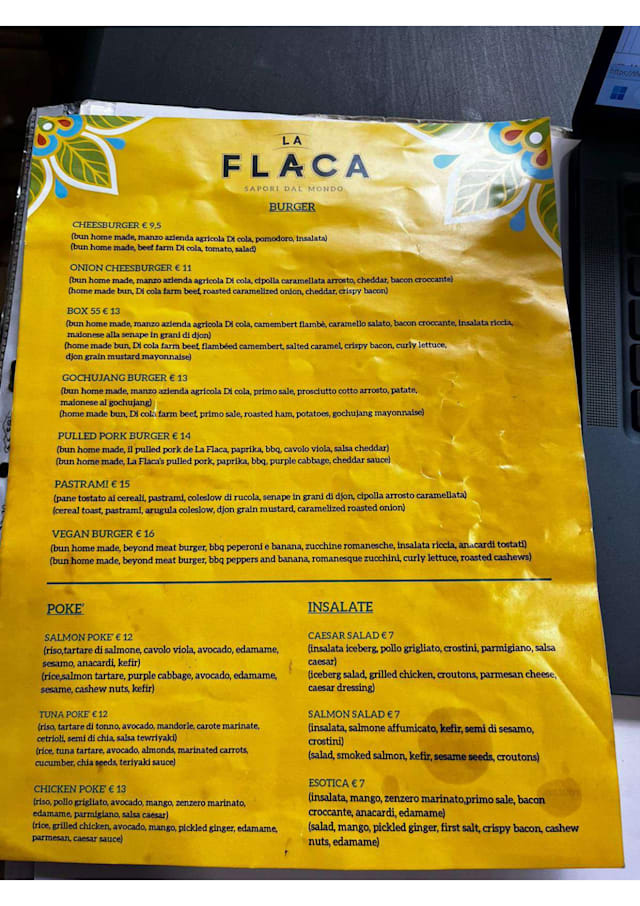 LA
FLACA
SAPORI DAL MONDO
BURGER
CHEESBURGER € 9,5
(bun home made, manzo azienda agricola Di cola, pomodoro, insalata)
(bun home made, beef farm Di cola, tomato, salad)
ONION CHEESBURGER € 11
(bun home made, manzo azienda agricola Di cola, cipolla caramellata arrosto, cheddar, bacon croccante)
(home made bun, Di cola farm beef, roasted caramelized onion, cheddar, crispy bacon)
BOX 55 € 13
(bun home made, manzo azienda agricola Di cola, camembert flambè, caramello salato, bacon croccante, insalata riccia,
maionese alla senape in grani di djon)
(home made bun, Di cola farm beef, flambéed camembert, salted caramel, crispy bacon, curly lettuce,
djon grain mustard mayonnaise)
GOCHUJANG BURGER € 13
(bun home made, manzo azienda agricola Di cola, primo sale, prosciutto cotto arrosto, patate,
maionese al gochujang)
(home made bun, Di cola farm beef, primo sale, roasted ham, potatoes, gochujang mayonnaise)
PULLED PORK BURGER € 14
(bun home made, il pulled pork de La Flaca, paprika, bbq, cavolo viola, salsa cheddar)
(bun home made, La Flaca's pulled pork, paprika, bbq, purple cabbage, cheddar sauce)
PASTRAMI € 15
(pane tostato ai cereali, pastrami, coleslow di rucola, senape in grani di djon, cipolla arrosto caramellata)
(cereal toast, pastrami, arugula coleslow, djon grain mustard, caramelized roasted onion)
VEGAN BURGER € 16
(bun home made, beyond meat burger, bbq peperoni e banana, zucchine romanesche, insalata riccia, anacardi tostati)
(bun home made, beyond meat burger, bbq peppers and banana, romanesque zucchini, curly lettuce, roasted cashews)
POKE'
SALMON POKE' € 12
(riso,tartare di salmone, cavolo viola, avocado, edamame,
sesamo, anacardi, kefir)
(rice,salmon tartare, purple cabbage, avocado, edamame,
sesame, cashew nuts, kefir)
TUNA POKE' € 12
(riso, tartare di tonno, avocado, mandorle, carote marinate,
cetrioli, semi di chia, salsa tewriyaki)
(rice, tuna tartare, avocado, almonds, marinated carrots,
cucumber, chia seeds, teriyaki sauce)
CHICKEN POKE' € 13
(riso, pollo grigliato, avocado, mango, zenzero marinato,
edamame, parmigiano, salsa caesar)
(rice, grilled chicken, avocado, mango, pickled ginger, edamame,
parmesan, caesar sauce)
INSALATE
CAESAR SALAD € 7
(insalata iceberg, pollo grigliato, crostini, parmigiano, salsa
caesar)
(iceberg salad, grilled chicken, croutons, parmesan cheese,
caesar dressing)
SALMON SALAD € 7
(insalata, salmone affumicato, kefir, semi di sesamo,
crostini)
(salad, smoked salmon, kefir, sesame seeds, croutons)
ESOTICA € 7
(insalata, mango, zenzero marinato,primo sale, bacon
croccante, anacardi, edamame)
(salad, mango, pickled ginger, first salt, crispy bacon, cashew
nuts, edamame)